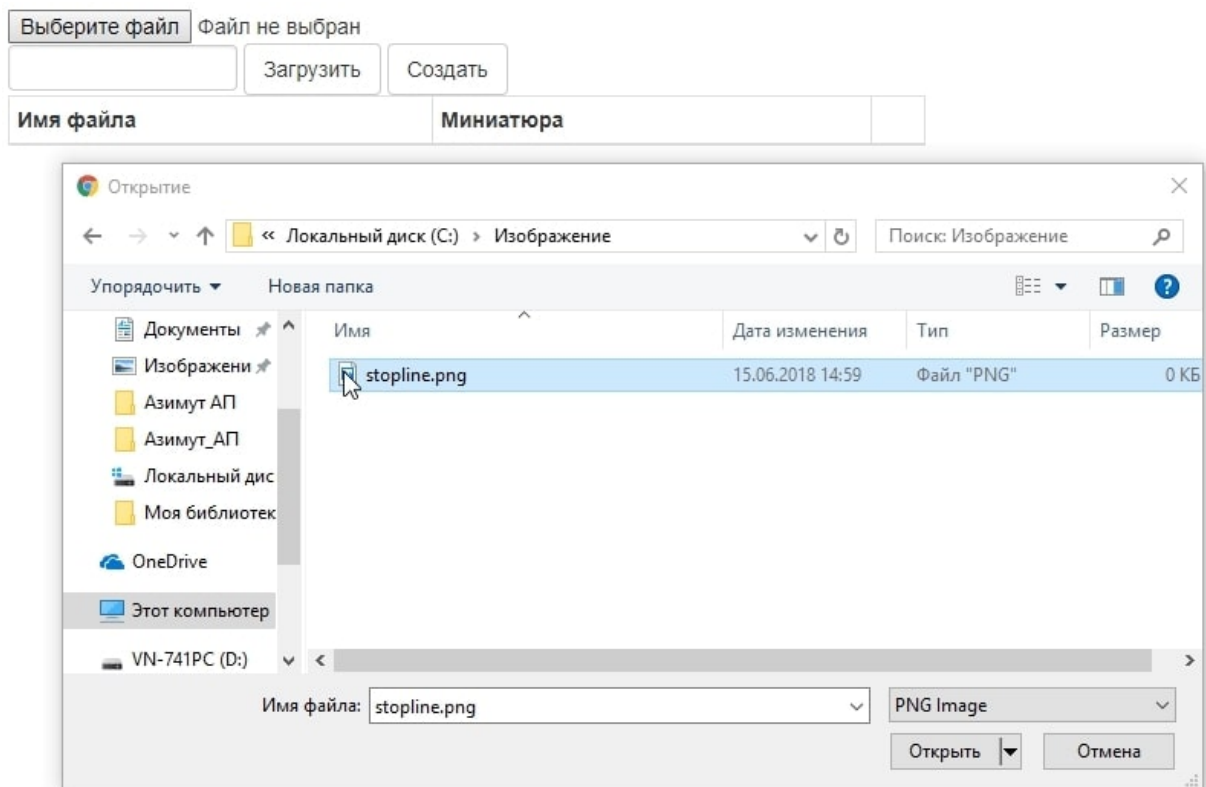 Выберите файл Файл не выбран
Загрузить Создать
Имя файла Миниатюра
Открытие
« Локальный диск (C:) › Изображение Поиск: Изображение
Упорядочить Новая папка
Имя Дата изменения Тип Размер
Документы
stopline.png 15.06.2018 14:59 Файл "PNG" 0 КБ
Изображени
Азимут АП
Азимут_АП
Локальный дис
Моя библиотек
OneDrive
Этот компьютер
VN-741PC (D:)
Имя файла: stopline.png PNG Image
Открыть Отмена